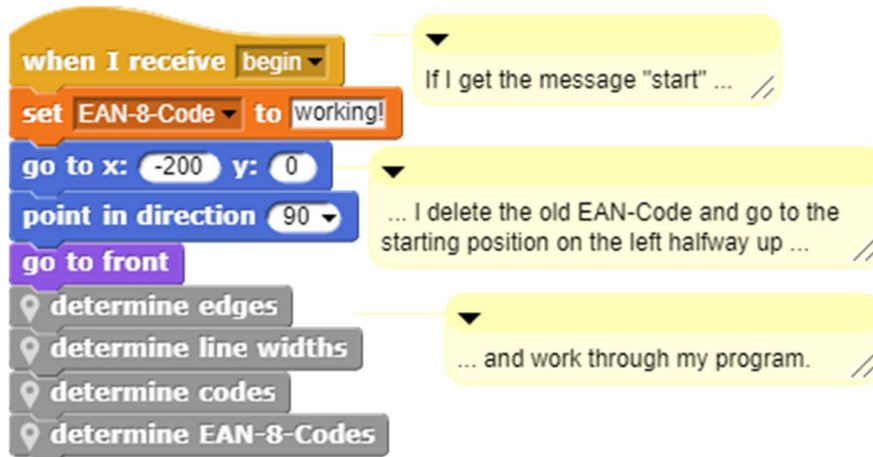 when I receive begin
If I get the message "start" ...
set EAN-8-Code to working!
go to x: -200 y: 0
point in direction 90
... I delete the old EAN-Code and go to the
starting position on the left halfway up ...
go to front
determine edges
determine line widths
... and work through my program.
determine codes
determine EAN-8-Codes